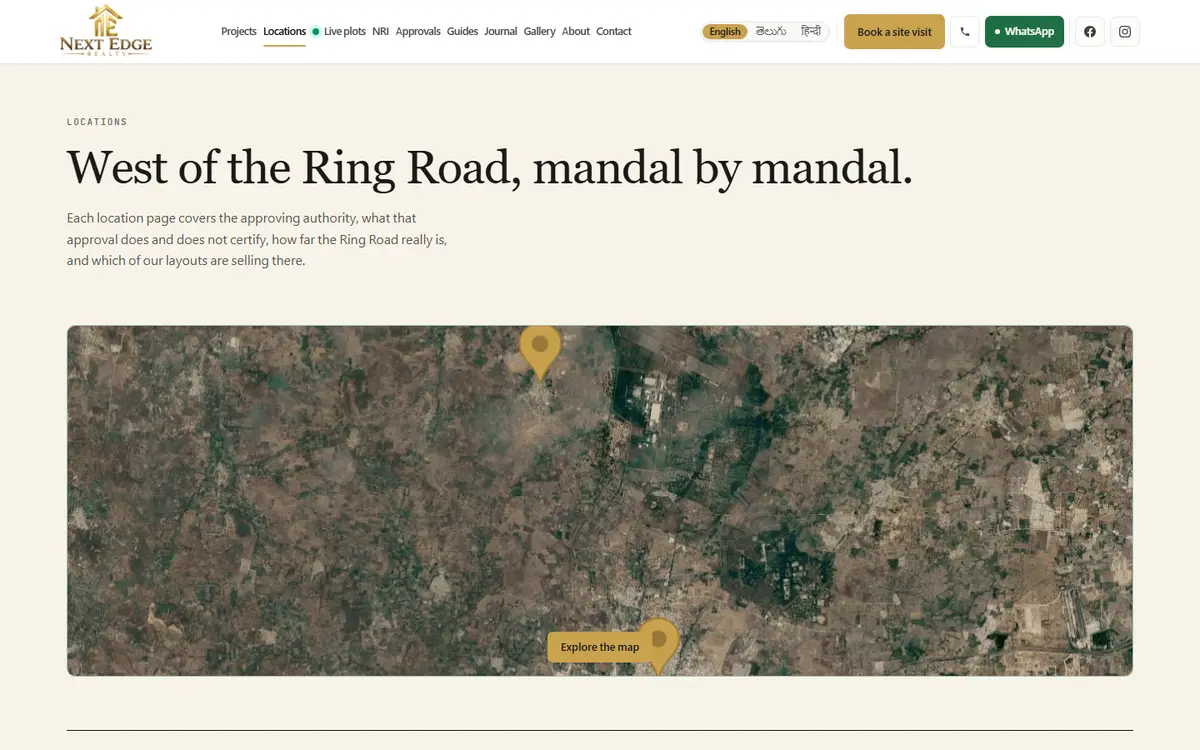 NEXT EDGE
REALTY
Projects
Locations
Live plots
NRI
Approvals
Guides
Journal
Gallery
About
Contact
English
తెలుగు
हिन्दी
Book a site visit
WhatsApp
LOCATIONS
West of the Ring Road, mandal by mandal.
Each location page covers the approving authority, what that
approval does and does not certify, how far the Ring Road really is,
and which of our layouts are selling there.
Explore the map